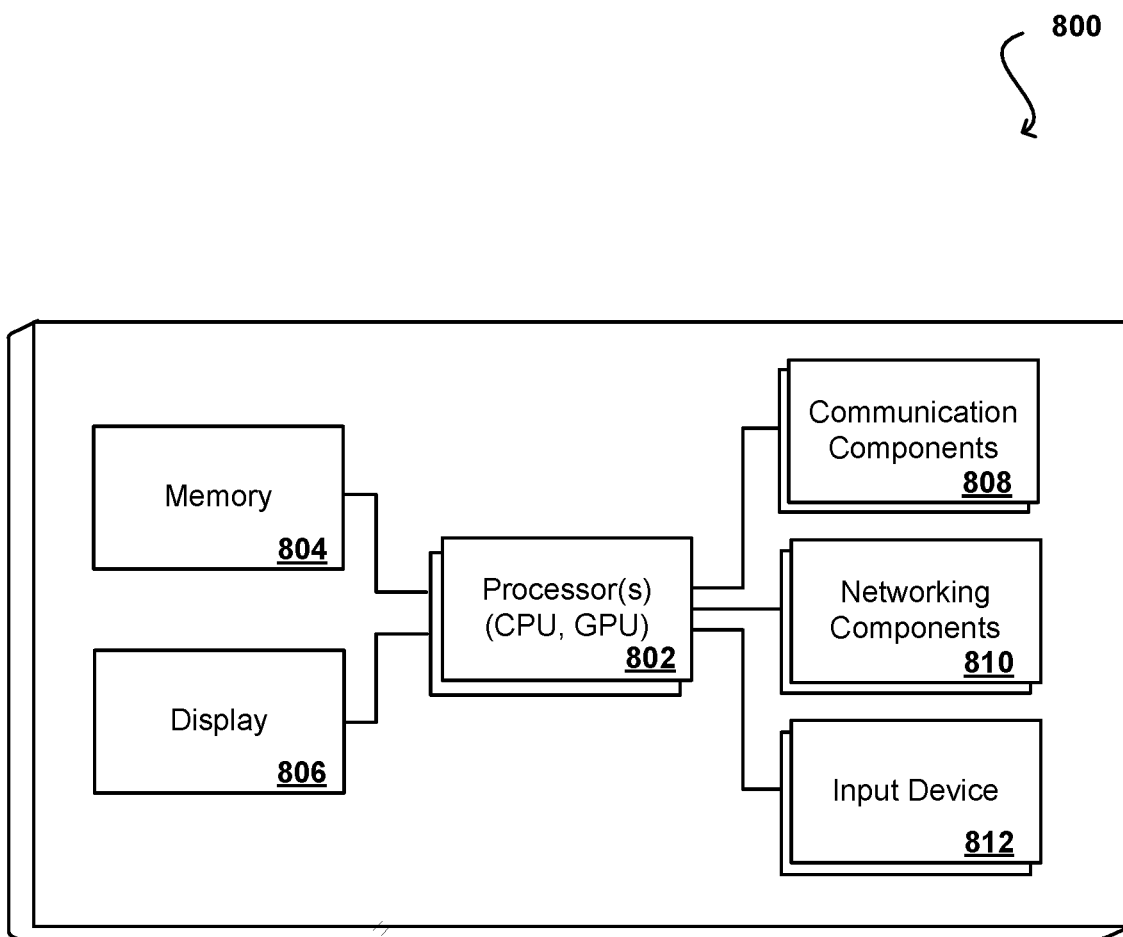 800
Memory
804
Display
806
Processor(s)
(CPU, GPU)
802
Communication
Components
808
Networking
Components
810
Input Device
812